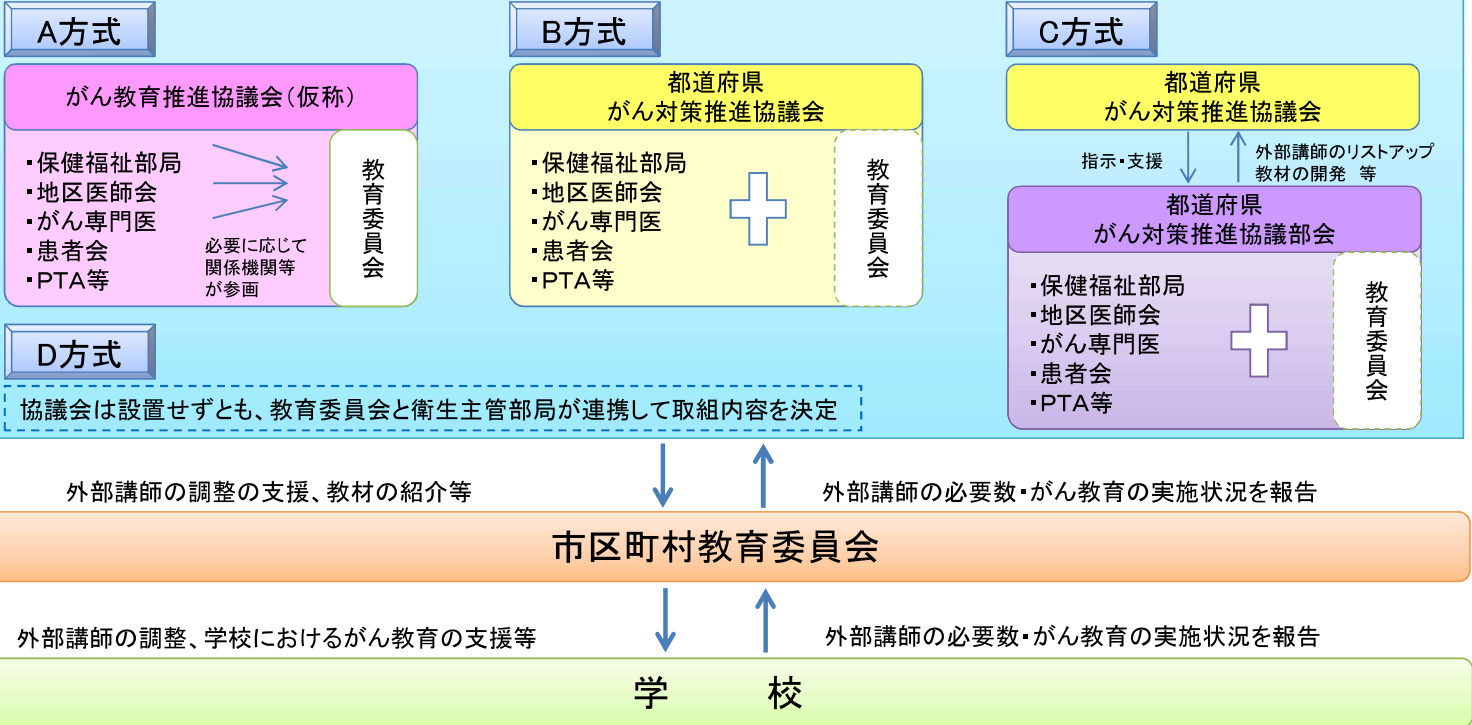 A方式
がん教育推進協議会(仮称)
・保健福祉部局
・地区医師会
・がん専門医
・患者会
・PTA等
必要に応じて
関係機関等
が参画
教育委員会
B方式
都道府県
がん対策推進協議会
・保健福祉部局
・地区医師会
・がん専門医
・患者会
・PTA等
教育委員会
C方式
都道府県
がん対策推進協議会
指示・支援
外部講師のリストアップ
教材の開発 等
都道府県
がん対策推進協議部会
・保健福祉部局
・地区医師会
・がん専門医
・患者会
・PTA等
教育委員会
D方式
協議会は設置せずとも、教育委員会と衛生主管部局が連携して取組内容を決定
外部講師の調整の支援、教材の紹介等
外部講師の必要数・がん教育の実施状況を報告
市区町村教育委員会
外部講師の調整、学校におけるがん教育の支援等
外部講師の必要数・がん教育の実施状況を報告
学 校